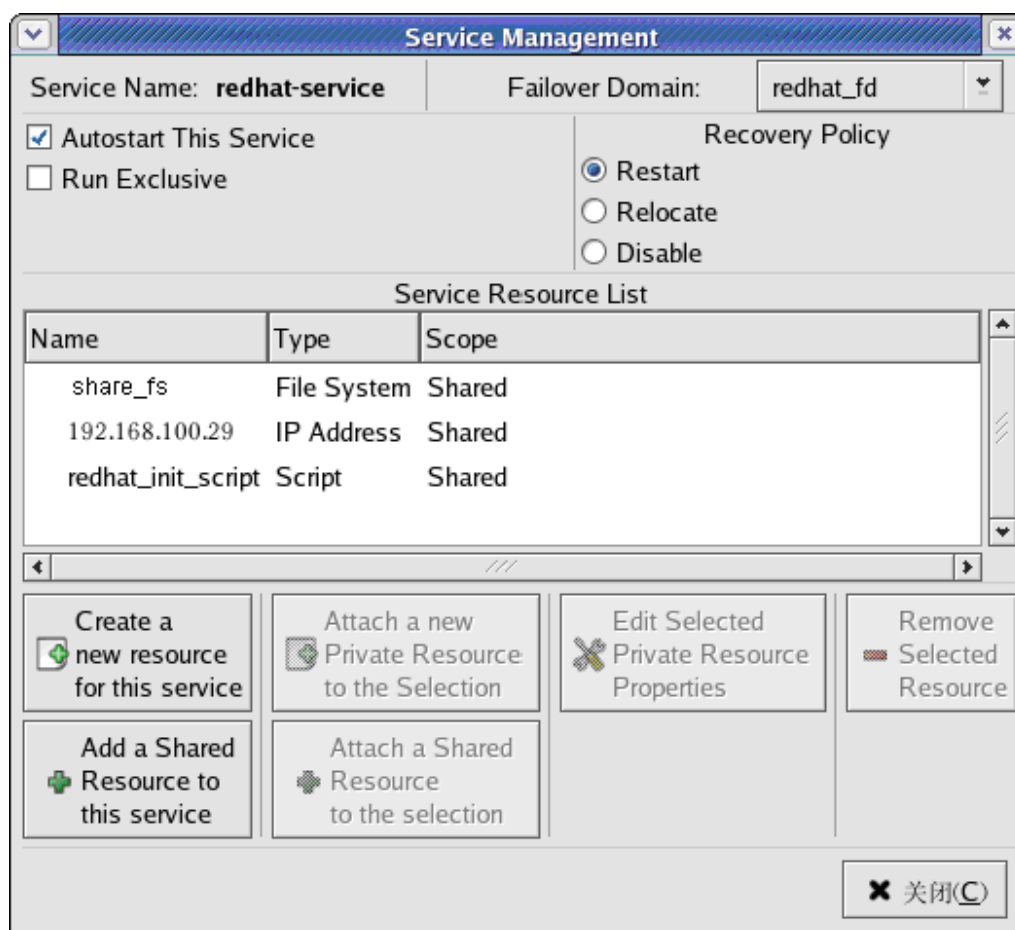 Service Management
Service Name: redhat-service Failover Domain: redhat_fd
Autostart This Service
Run Exclusive
Recovery Policy
Restart
Relocate
Disable
Service Resource List
Name Type Scope
share_fs File System Shared
192.168.100.29 IP Address Shared
redhat_init_script Script Shared
Create a
new resource
for this service
Attach a new
Private Resource
to the Selection
Edit Selected
Private Resource
Properties
Remove
Selected
Resource
Add a Shared
Resource to
this service
Attach a Shared
Resource
to the selection
关闭(C)